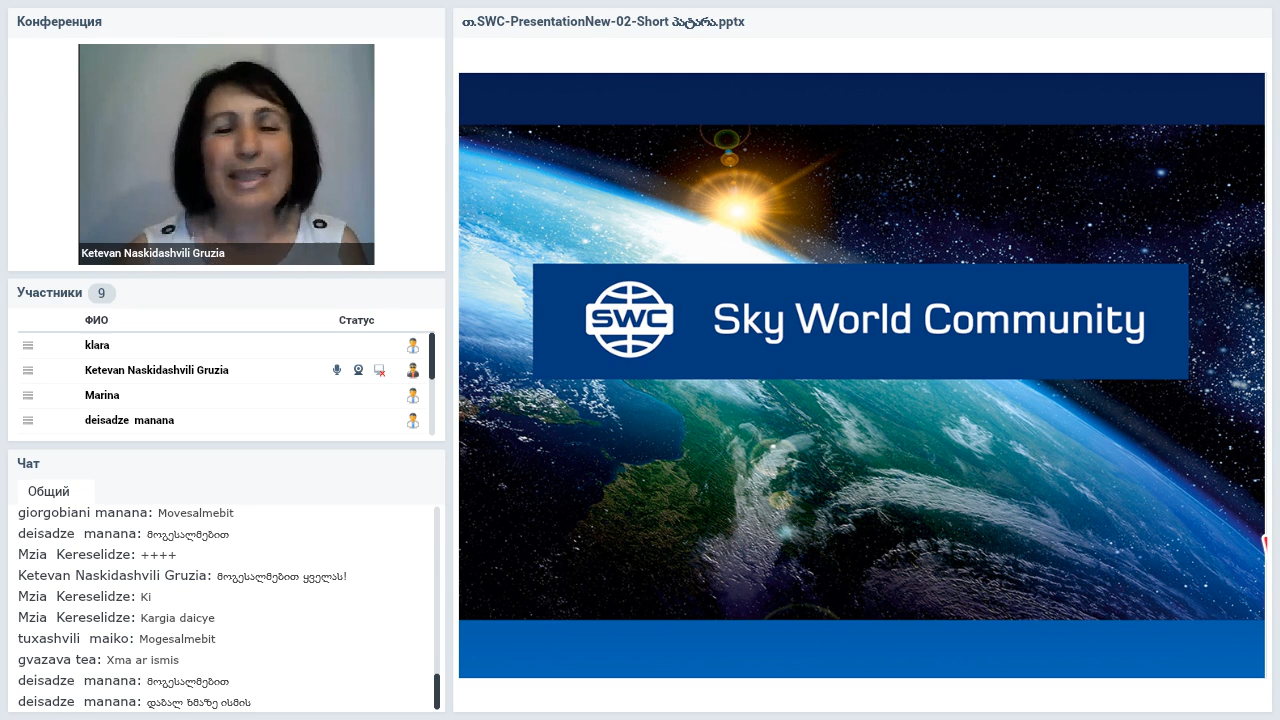 Конференция
Ketevan Naskidashvili Gruzia
Участники 9
ФИО Статус
klara
Ketevan Naskidashvili Gruzia
Marina
deisadze manana
Чат
Общий
giorgobiani manana: Movesalmebit
deisadze manana: მოგესალმებით
Mzia Kereselidze: ++++
Ketevan Naskidashvili Gruzia: მოგესალმებით ყველას!
Mzia Kereselidze: Ki
Mzia Kereselidze: Kargia daicye
tuxashvili maiko: Mogesalmebit
gvazava tea: Xma ar ismis
deisadze manana: მოგესალმებით
deisadze manana: დაბალ ხმაზე ისმის
თ.SWC-PresentationNew-02-Short პატარა.pptx
SWC Sky World Community